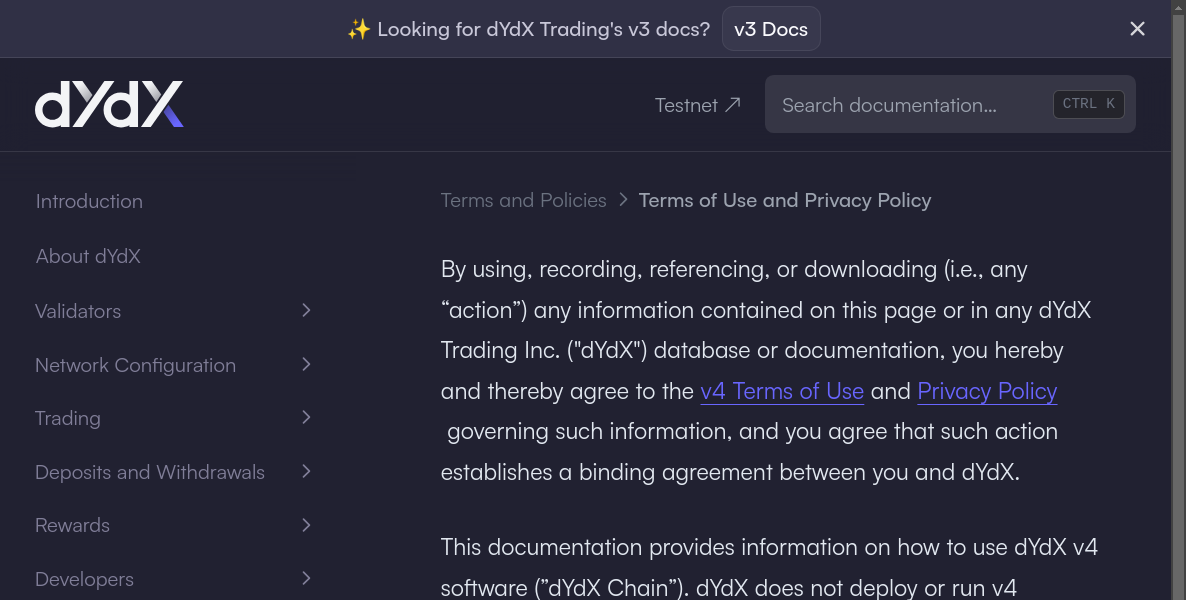 ✨ Looking for dYdX Trading's v3 docs? v3 Docs
dYdX
Testnet
Search documentation…
CTRL K
Introduction
About dYdX
Validators
Network Configuration
Trading
Deposits and Withdrawals
Rewards
Developers
Terms and Policies > Terms of Use and Privacy Policy
By using, recording, referencing, or downloading (i.e., any
“action”) any information contained on this page or in any dYdX
Trading Inc. ("dYdX") database or documentation, you hereby
and thereby agree to the v4 Terms of Use and Privacy Policy
governing such information, and you agree that such action
establishes a binding agreement between you and dYdX.
This documentation provides information on how to use dYdX v4
software (”dYdX Chain”). dYdX does not deploy or run v4